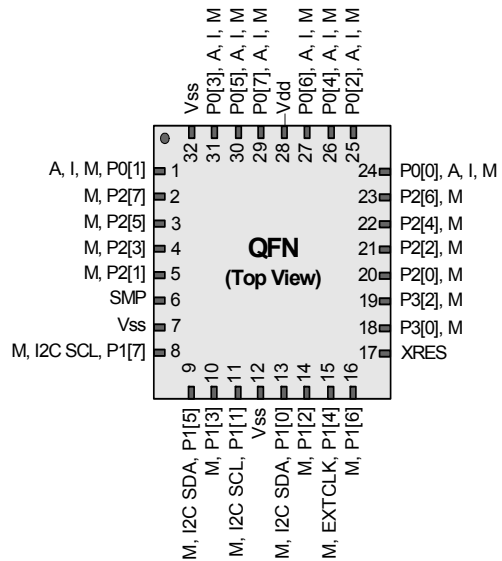 Vss
P0[3], A, I, M
P0[5], A, I, M
P0[7], A, I, M
Vdd
P0[6], A, I, M
P0[4], A, I, M
P0[2], A, I, M
32
31
30
29
28
27
26
25
A, I, M, P0[1] 1
M, P2[7] 2
M, P2[5] 3
M, P2[3] 4
M, P2[1] 5
SMP 6
Vss 7
M, I2C SCL, P1[7] 8
QFN
(Top View)
24 P0[0], A, I, M
23 P2[6], M
22 P2[4], M
21 P2[2], M
20 P2[0], M
19 P3[2], M
18 P3[0], M
17 XRES
9
10
11
12
13
14
15
16
M, I2C SDA, P1[5]
M, P1[3]
M, I2C SCL, P1[1]
Vss
M, I2C SDA, P1[0]
M, P1[2]
M, EXTCLK, P1[4]
M, P1[6]